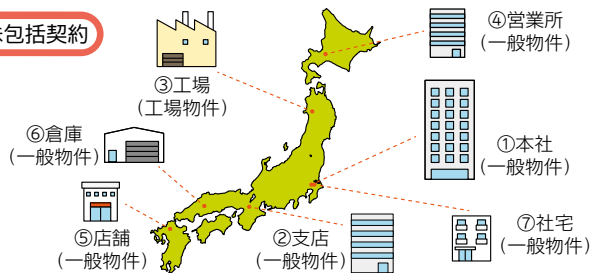 包括契約
④営業所
(一般物件)
③工場
(工場物件)
①本社
(一般物件)
⑥倉庫
(一般物件)
⑤店舗
(一般物件)
②支店
(一般物件)
⑦社宅
(一般物件)